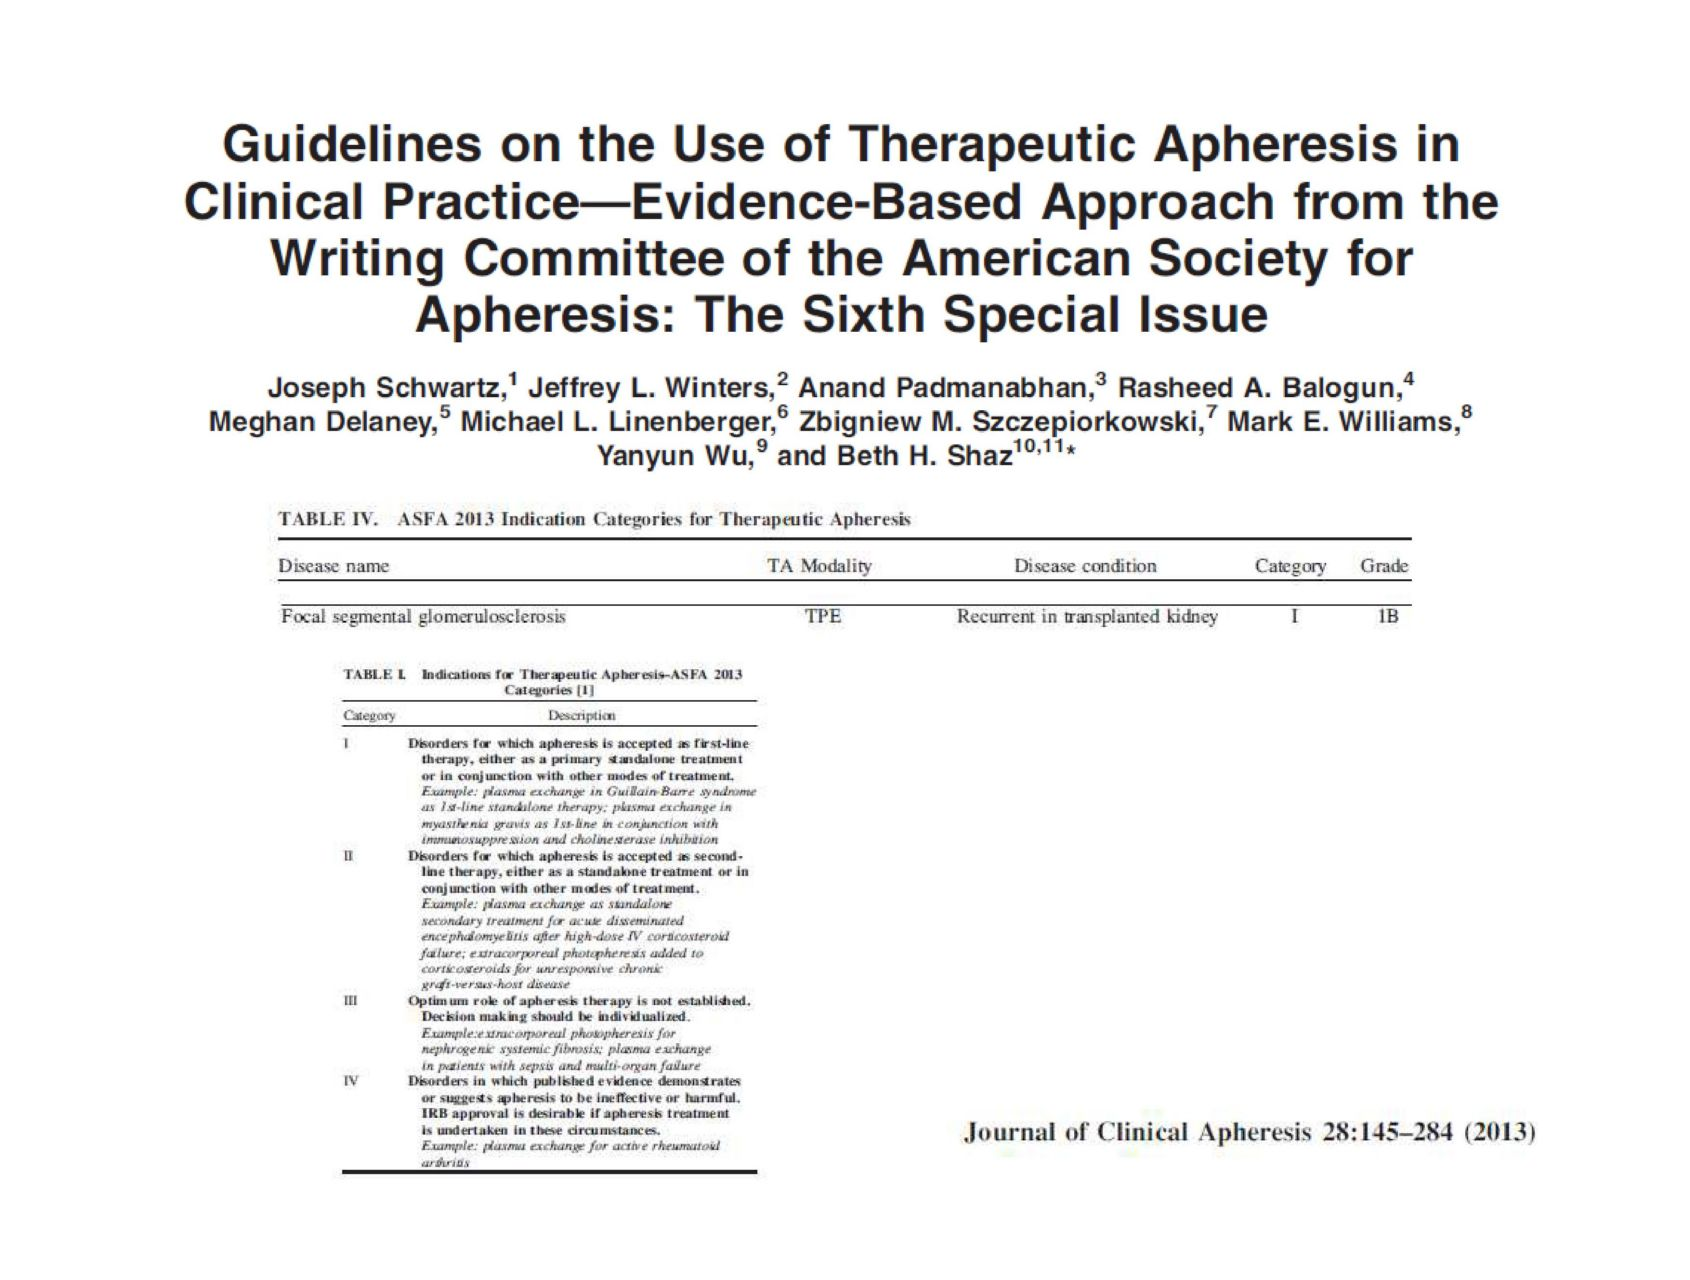 Guidelines on the Use of Therapeutic Apheresis in
Clinical Practice—Evidence-Based Approach from the
Writing Committee of the American Society for
Apheresis: The Sixth Special Issue
Joseph Schwartz,1 Jeffrey L. Winters,2 Anand Padmanabhan,3 Rasheed A. Balogun,4
Meghan Delaney,5 Michael L. Linenberger,6 Zbigniew M. Szczepiorkowski,7 Mark E. Williams,8
Yanyun Wu,9 and Beth H. Shaz10,11*
TABLE IV. ASFA 2013 Indication Categories for Therapeutic Apheresis
Disease name TA Modality Disease condition Category Grade
Focal segmental glomerulosclerosis TPE Recurrent in transplanted kidney I 1B
TABLE I. Indications for Therapeutic Apheresis–ASFA 2013
Categories [1]
Category Description
I Disorders for which apheresis is accepted as first-line
therapy, either as a primary standalone treatment
or in conjunction with other modes of treatment.
Example: plasma exchange in Guillain-Barre syndrome
as 1st-line standalone therapy; plasma exchange in
myasthenia gravis as 1st-line in conjunction with
immunosuppression and cholinesterase inhibition
II Disorders for which apheresis is accepted as second-
line therapy, either as a standalone treatment or in
conjunction with other modes of treatment.
Example: plasma exchange as standalone
secondary treatment for acute disseminated
encephalomyelitis after high-dose IV corticosteroid
failure; extracorporeal photopheresis added to
corticosteroids for unresponsive chronic
graft-versus-host disease
III Optimum role of apheresis therapy is not established.
Decision making should be individualized.
Example:extracorporeal photopheresis for
nephrogenic systemic fibrosis; plasma exchange
in patients with sepsis and multi-organ failure
IV Disorders in which published evidence demonstrates
or suggests apheresis to be ineffective or harmful.
IRB approval is desirable if apheresis treatment
is undertaken in these circumstances.
Example: plasma exchange for active rheumatoid
arthritis
Journal of Clinical Apheresis 28:145–284 (2013)